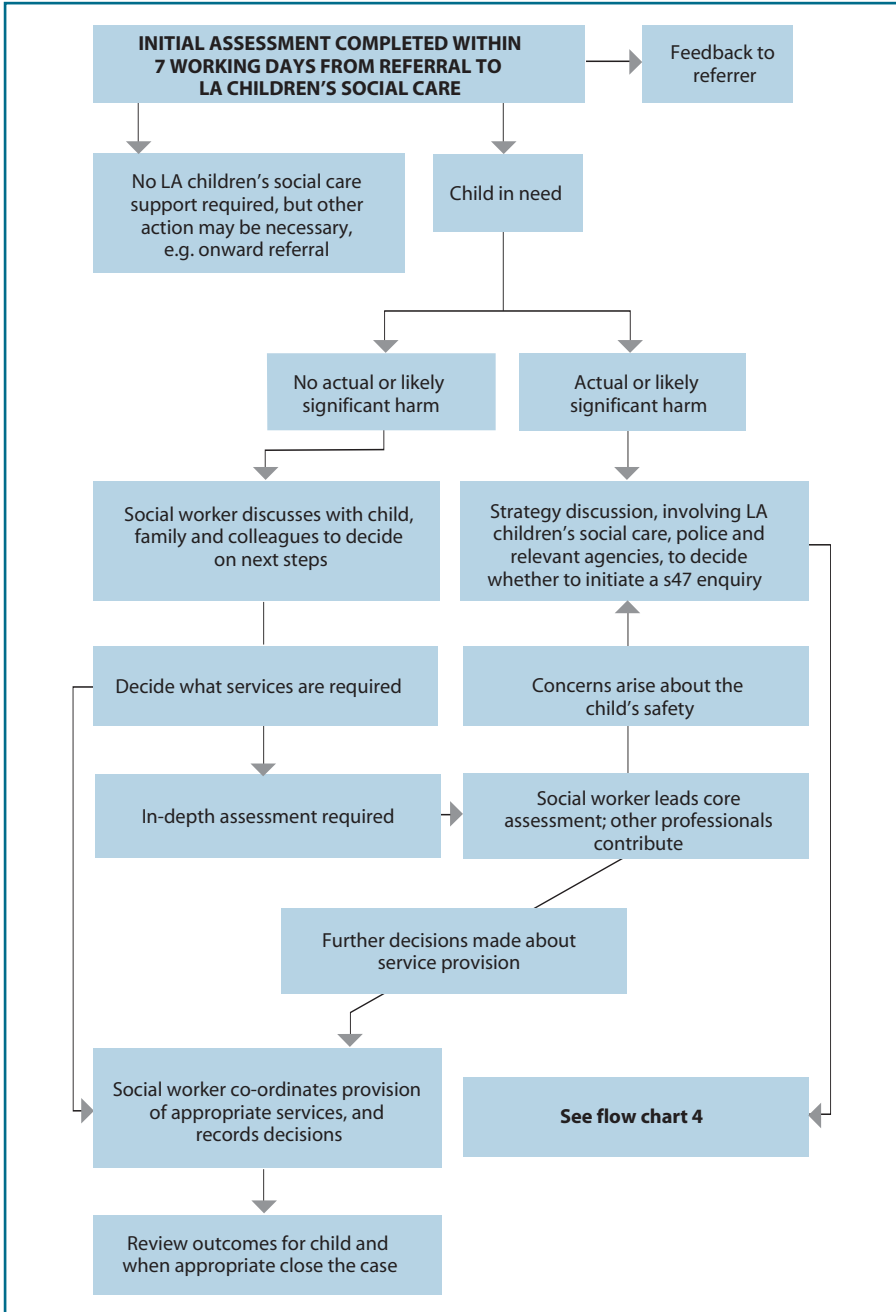 INITIAL ASSESSMENT COMPLETED WITHIN
7 WORKING DAYS FROM REFERRAL TO
LA CHILDREN’S SOCIAL CARE
Feedback to
referrer
No LA children’s social care
support required, but other
action may be necessary,
e.g. onward referral
Child in need
No actual or likely
significant harm
Actual or likely
significant harm
Social worker discusses with child,
family and colleagues to decide
on next steps
Strategy discussion, involving LA
children’s social care, police and
relevant agencies, to decide
whether to initiate a s47 enquiry
Decide what services are required
Concerns arise about the
child’s safety
In-depth assessment required
Social worker leads core
assessment; other professionals
contribute
Further decisions made about
service provision
Social worker co-ordinates provision
of appropriate services, and
records decisions
See flow chart 4
Review outcomes for child and
when appropriate close the case